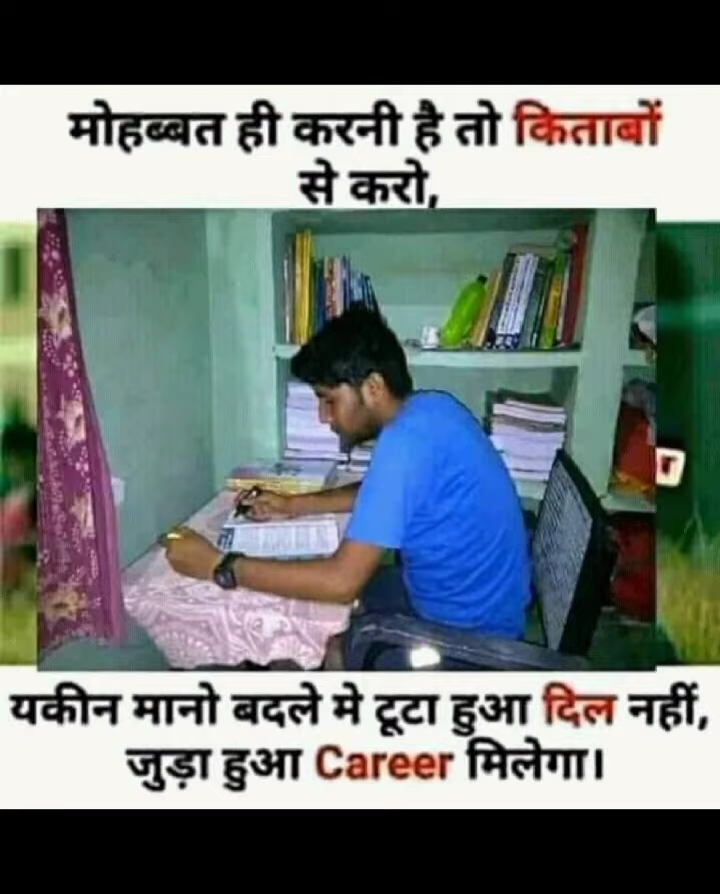 मोहब्बत ही करनी है तो किताबों
से करो,
यकीन मानो बदले मे टूटा हुआ दिल नहीं,
जुड़ा हुआ Career मिलेगा।